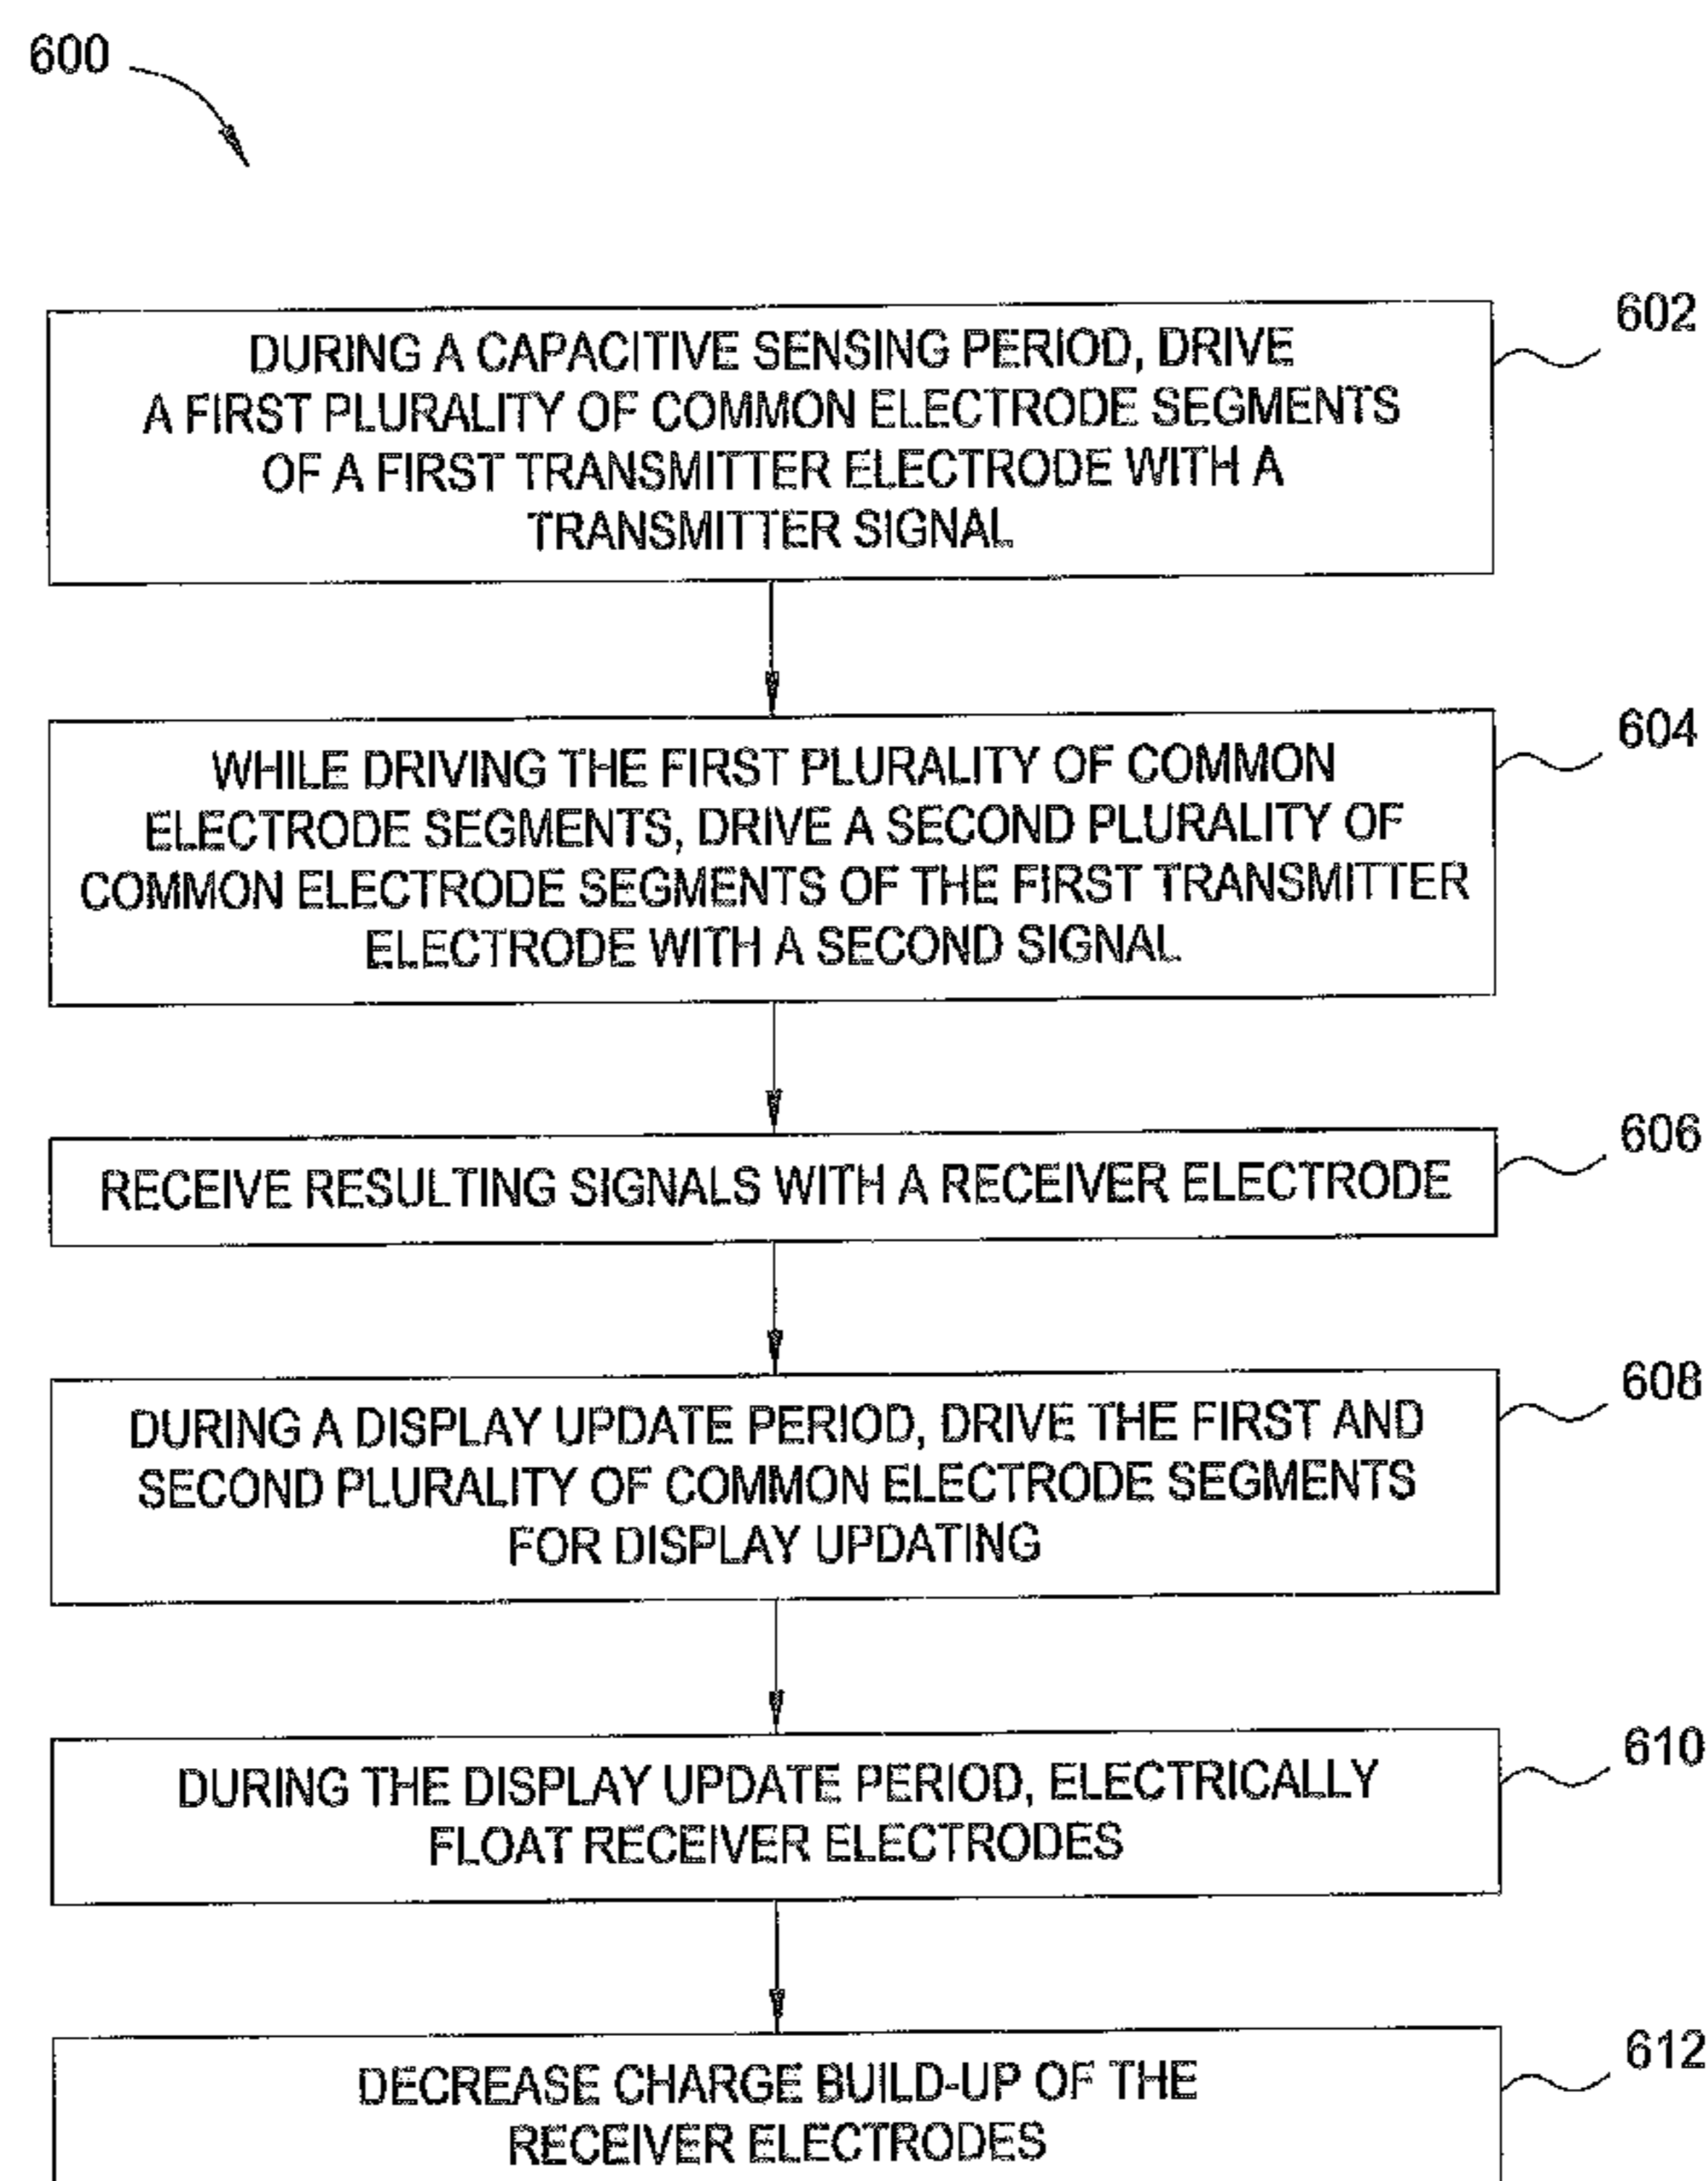 600
602
DURING A CAPACITIVE SENSING PERIOD, DRIVE
A FIRST PLURALITY OF COMMON ELECTRODE SEGMENTS
OF A FIRST TRANSMITTER ELECTRODE WITH A
TRANSMITTER SIGNAL
604
WHILE DRIVING THE FIRST PLURALITY OF COMMON
ELECTRODE SEGMENTS, DRIVE A SECOND PLURALITY OF
COMMON ELECTRODE SEGMENTS OF THE FIRST TRANSMITTER
ELECTRODE WITH A SECOND SIGNAL
606
RECEIVE RESULTING SIGNALS WITH A RECEIVER ELECTRODE
608
DURING A DISPLAY UPDATE PERIOD, DRIVE THE FIRST AND
SECOND PLURALITY OF COMMON ELECTRODE SEGMENTS
FOR DISPLAY UPDATING
610
DURING THE DISPLAY UPDATE PERIOD, ELECTRICALLY
FLOAT RECEIVER ELECTRODES
612
DECREASE CHARGE BUILD-UP OF THE
RECEIVER ELECTRODES